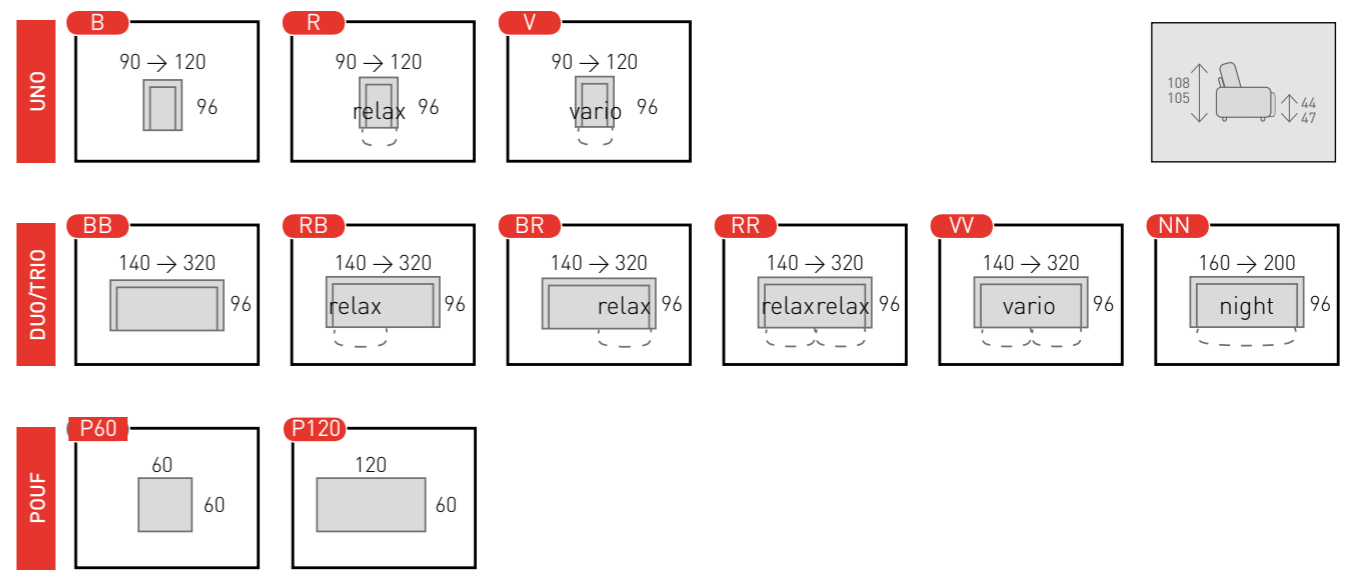 UNO
B
90 → 120
96
R
90 → 120
relax 96
V
90 → 120
vario 96
108
105
44
47
DUO/TRIO
BB
140 → 320
96
RB
140 → 320
relax 96
BR
140 → 320
relax 96
RR
140 → 320
relaxrelax 96
VV
140 → 320
vario 96
NN
160 → 200
night 96
POUF
P60
60
60
P120
120
60